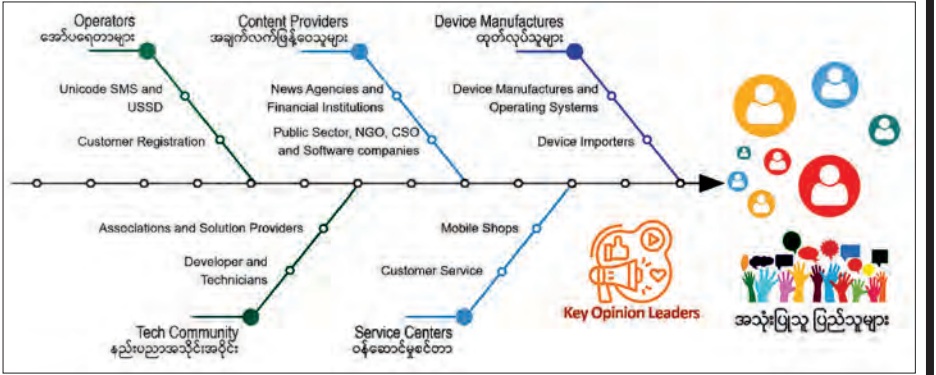 Operators
အော်ပရေတာများ
Unicode SMS and
USSD
Customer Registration
Content Providers
အချက်လက်ဖြန့်ဝေသူများ
News Agencies and
Financial Institutions
Public Sector, NGO, CSO
and Software companies
Device Manufactures
ထုတ်လုပ်သူများ
Device Manufactures and
Operating Systems
Device Importers
Associations and Solution Providers
Developer and
Technicians
Tech Community
နည်းပညာအသိုင်းအဝိုင်း
Mobile Shops
Customer Service
Service Centers
ဝန်ဆောင်မှုစင်တာ
Key Opinion Leaders
အသုံးပြုသူ ပြည်သူများ